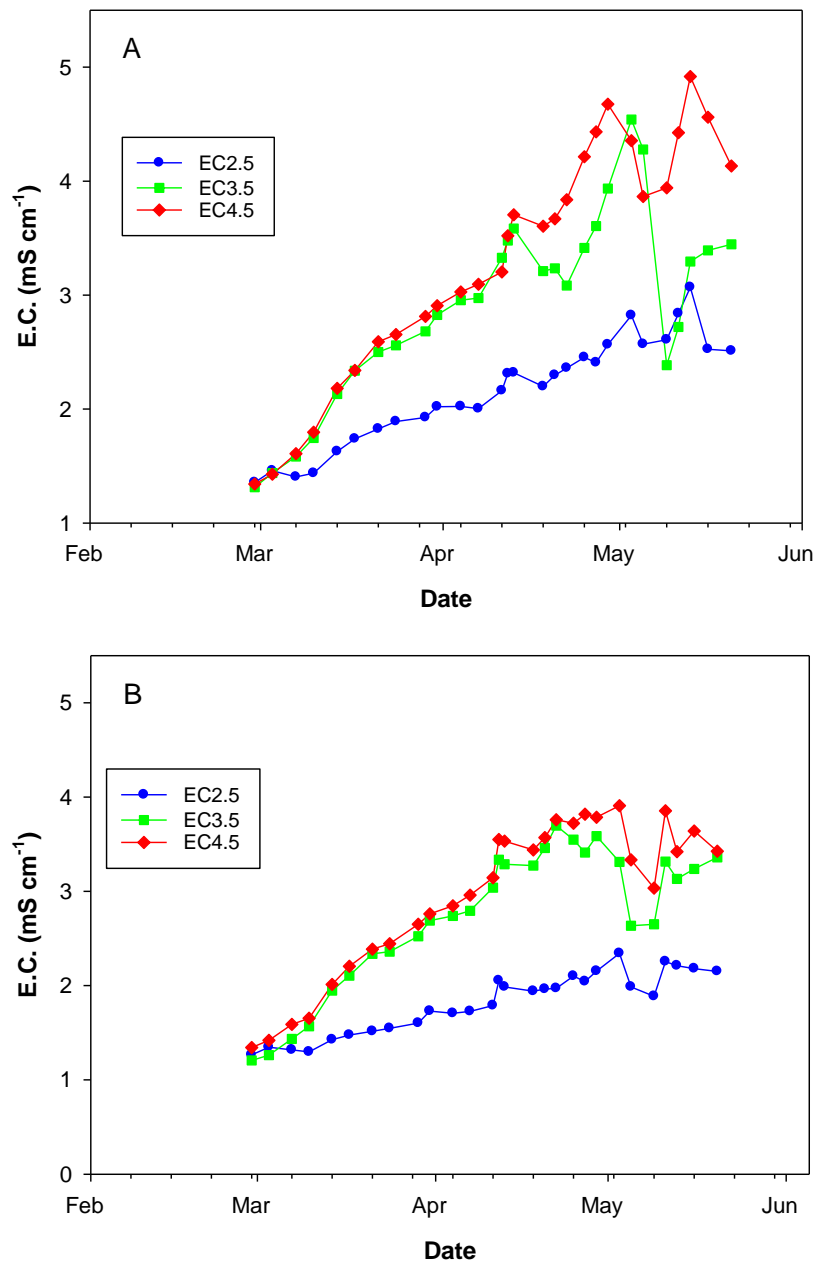 A
5
4
3
2
1
E.C. (mS cm-1)
EC2.5
EC3.5
EC4.5
Feb Mar Apr May Jun
Date
B
5
4
3
2
1
0
E.C. (mS cm-1)
EC2.5
EC3.5
EC4.5
Feb Mar Apr May Jun
Date